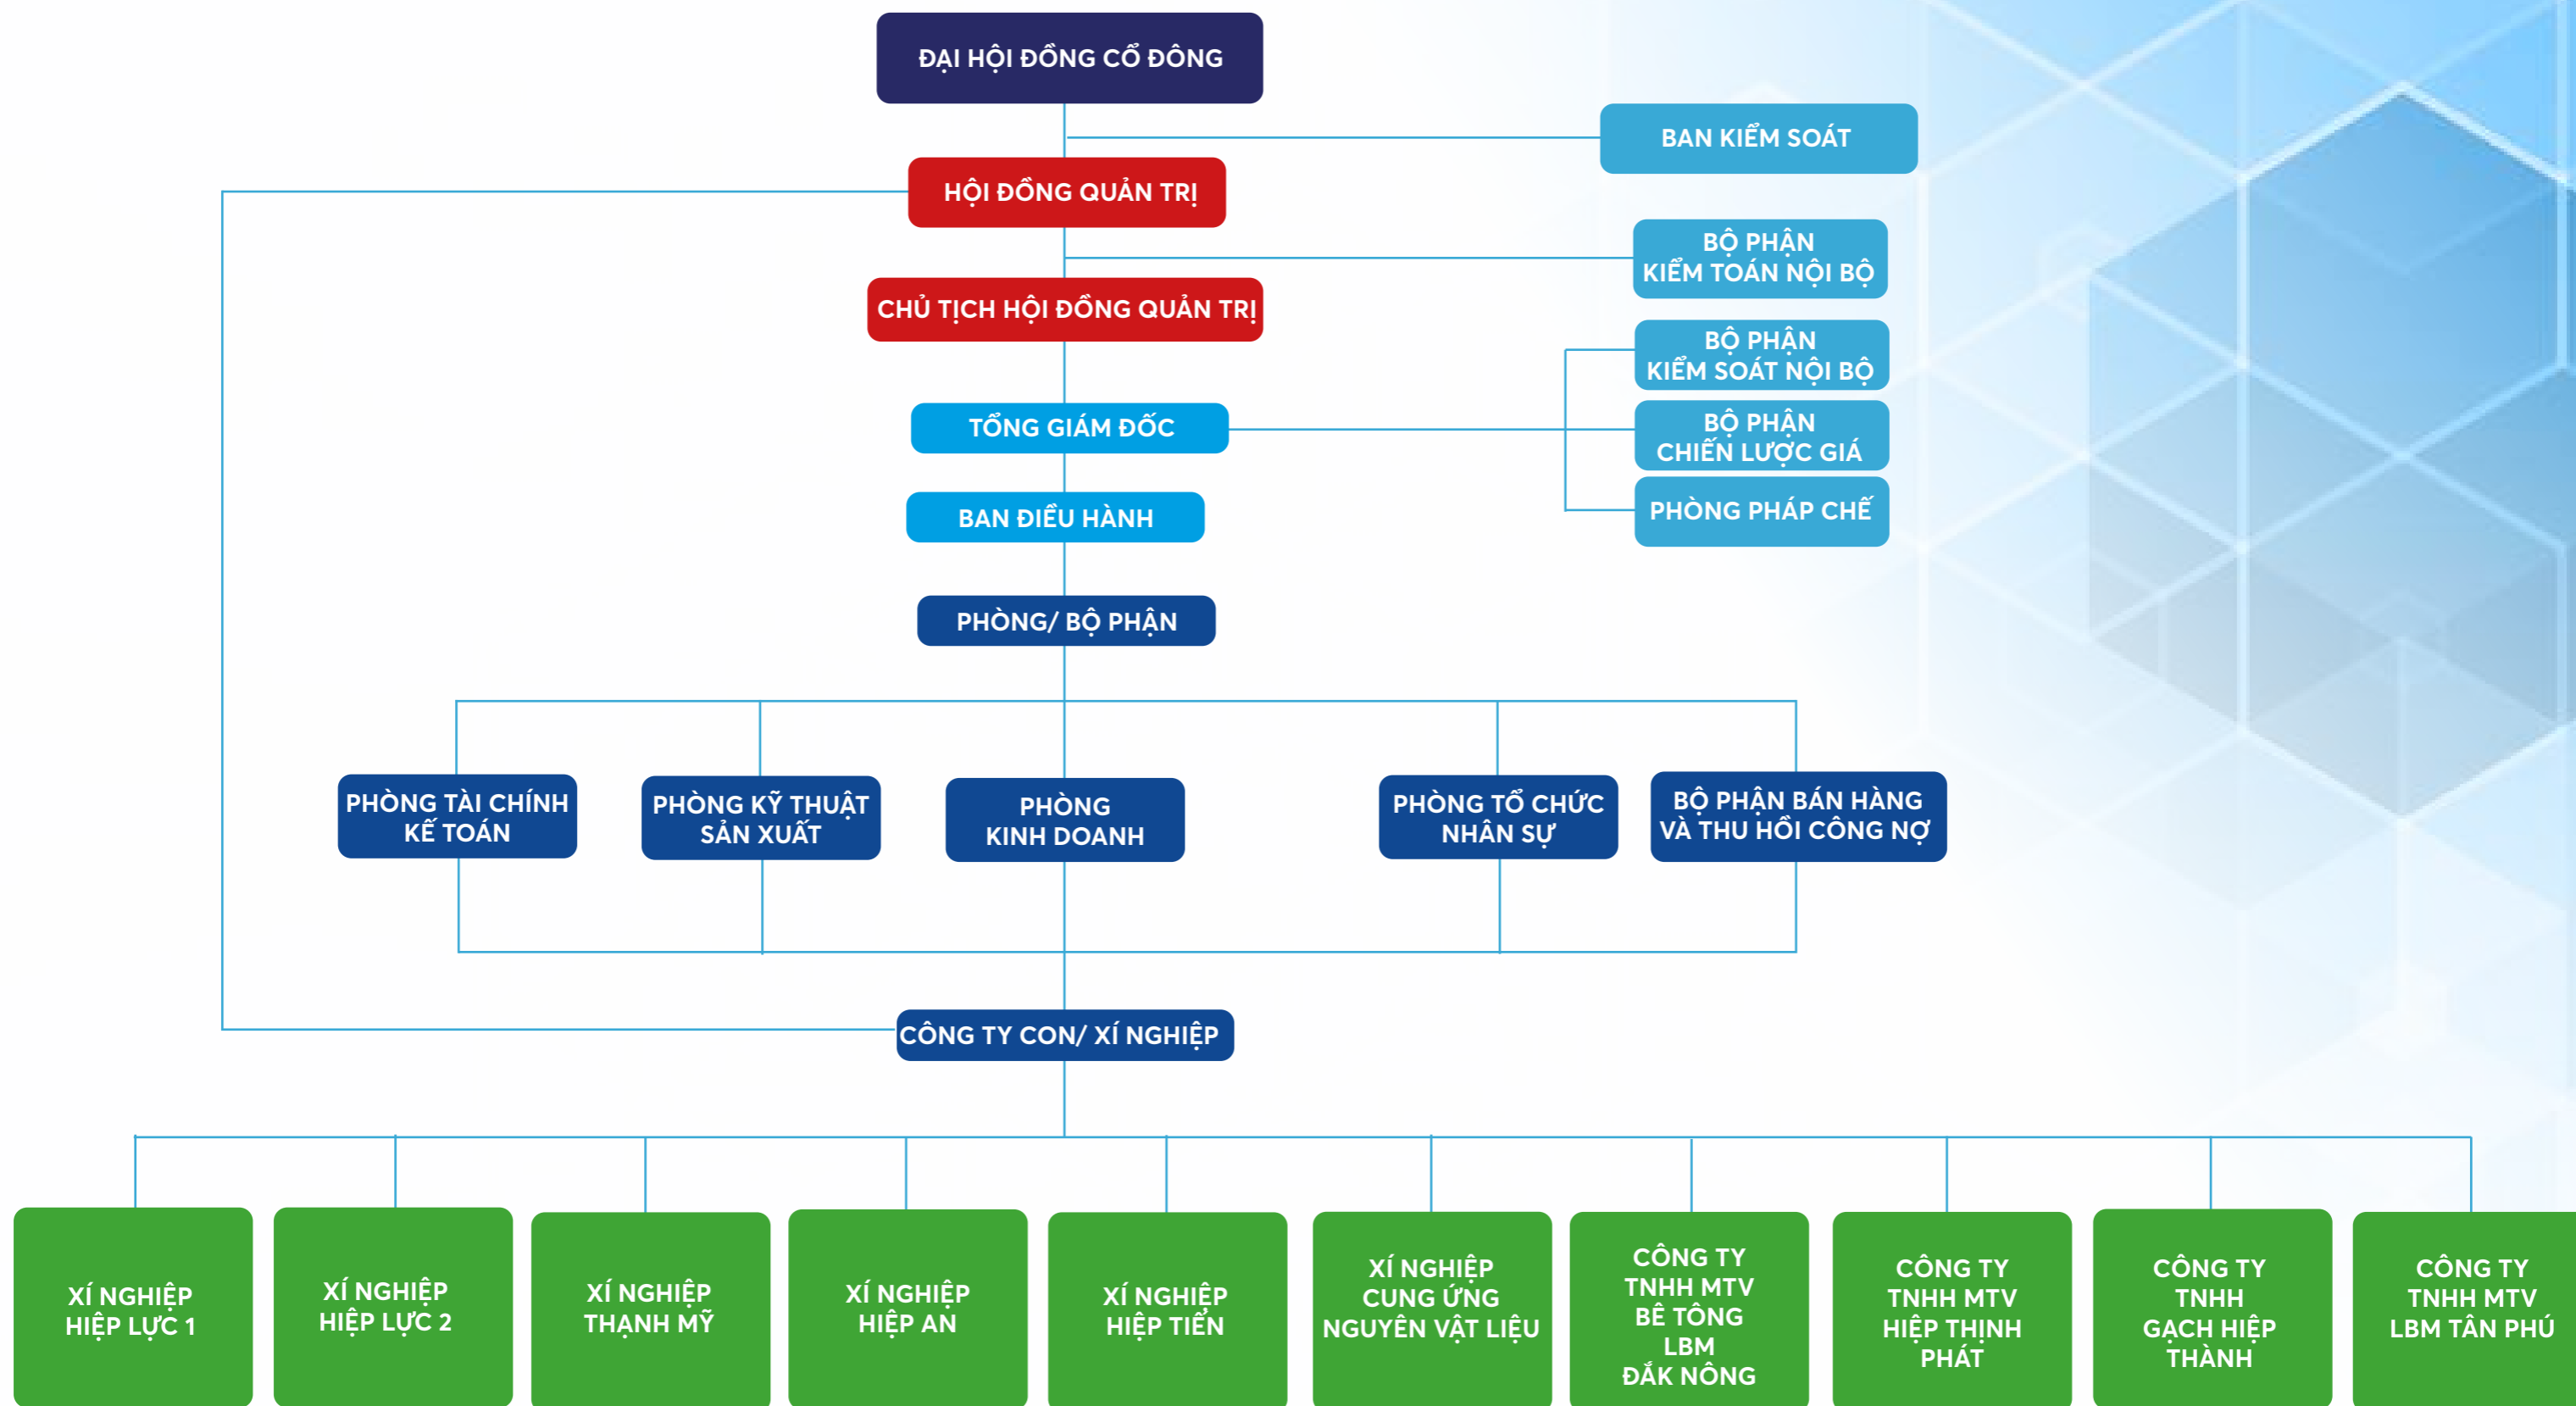 ĐẠI HỘI ĐỒNG CỔ ĐÔNG
BAN KIỂM SOÁT
HỘI ĐỒNG QUẢN TRỊ
BỘ PHẬN
KIỂM TOÁN NỘI BỘ
CHỦ TỊCH HỘI ĐỒNG QUẢN TRỊ
BỘ PHẬN
KIỂM SOÁT NỘI BỘ
TỔNG GIÁM ĐỐC
BỘ PHẬN
CHIẾN LƯỢC GIÁ
BAN ĐIỀU HÀNH
PHÒNG PHÁP CHẾ
PHÒNG/ BỘ PHẬN
PHÒNG TÀI CHÍNH
KẾ TOÁN
PHÒNG KỸ THUẬT
SẢN XUẤT
PHÒNG
KINH DOANH
PHÒNG TỔ CHỨC
NHÂN SỰ
BỘ PHẬN BÁN HÀNG
VÀ THU HỒI CÔNG NỢ
CÔNG TY CON/ XÍ NGHIỆP
XÍ NGHIỆP
HIỆP LỰC 1
XÍ NGHIỆP
HIỆP LỰC 2
XÍ NGHIỆP
THẠNH MỸ
XÍ NGHIỆP
HIỆP AN
XÍ NGHIỆP
HIỆP TIẾN
XÍ NGHIỆP
CUNG ỨNG
NGUYÊN VẬT LIỆU
CÔNG TY
TNHH MTV
BÊ TÔNG
LBM
ĐẮK NÔNG
CÔNG TY
TNHH MTV
HIỆP THỊNH
PHÁT
CÔNG TY
TNHH
GẠCH HIỆP
THÀNH
CÔNG TY
TNHH MTV
LBM TÂN PHÚ